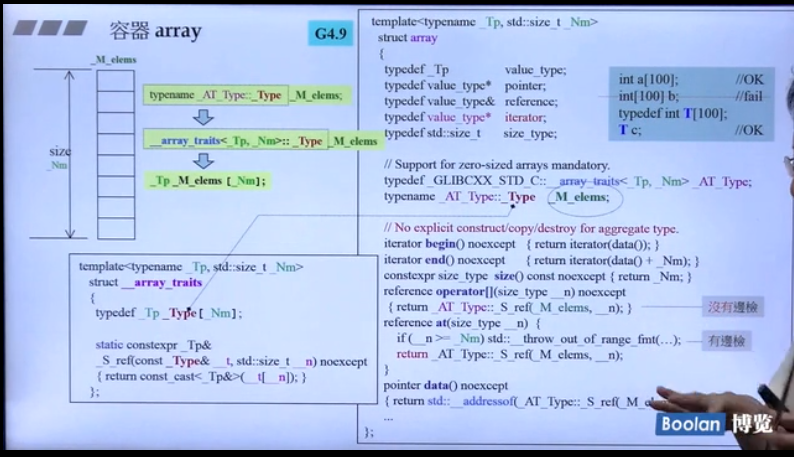 容器 array
G4.9
_M_elems
size
_Nm
typename _AT_Type::_Type _M_elems;
__array_traits<_Tp, _Nm>:: _Type _M_elems
_Tp _M_elems [_Nm];
template<typename _Tp, std::size_t _Nm>
struct __array_traits
{
typedef _Tp _Type[_Nm];
static constexpr _Tp&
_S_ref(const _Type& __t, std::size_t __n) noexcept
{ return const_cast<_Tp&>(__t[__n]); }
};
template<typename _Tp, std::size_t _Nm>
struct array
{
typedef _Tp value_type;
typedef value_type* pointer;
typedef value_type& reference;
typedef value_type* iterator;
typedef std::size_t size_type;
// Support for zero-sized arrays mandatory.
typedef _GLIBCXX_STD_C::__array_traits<_Tp, _Nm> _AT_Type;
typename _AT_Type::_Type _M_elems;
// No explicit construct/copy/destroy for aggregate type.
iterator begin() noexcept { return iterator(data()); }
iterator end() noexcept { return iterator(data() + _Nm); }
constexpr size_type size() const noexcept { return _Nm; }
reference operator[](size_type __n) noexcept
{ return _AT_Type::_S_ref(_M_elems, __n); }
沒有邊檢
reference at(size_type __n) {
if (__n >= _Nm) std::__throw_out_of_range_fmt(…);
有邊檢
return _AT_Type::_S_ref(_M_elems, __n);
}
pointer data() noexcept
{ return std::__addressof(_AT_Type::_S_ref(_M_
...
};
int a[100]; //OK
int[100] b; //fail
typedef int T[100];
T c; //OK
Boolan 博览